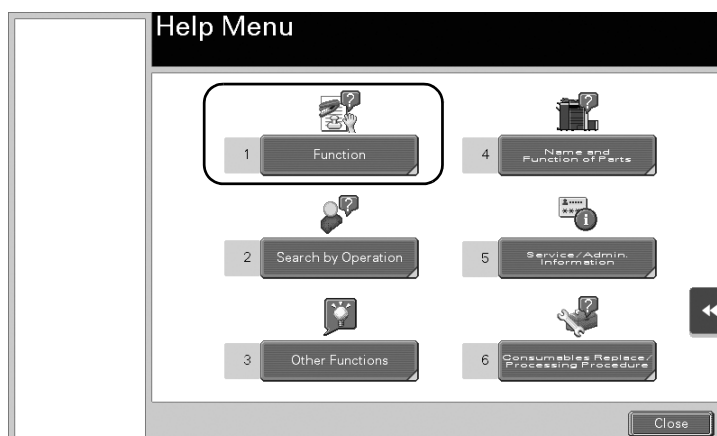 Help Menu
1 Function
4 Name and
Function of Parts
2 Search by Operation
5 Service/Admin.
Information
3 Other Functions
6 Consumables Replace/
Processing Procedure
Close